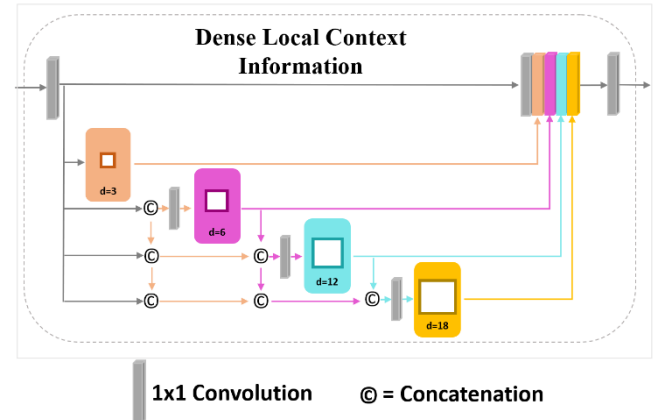 Dense Local Context
Information
d=3
©
d=6
©
©
d=12
©
©
©
d=18
1x1 Convolution
© = Concatenation